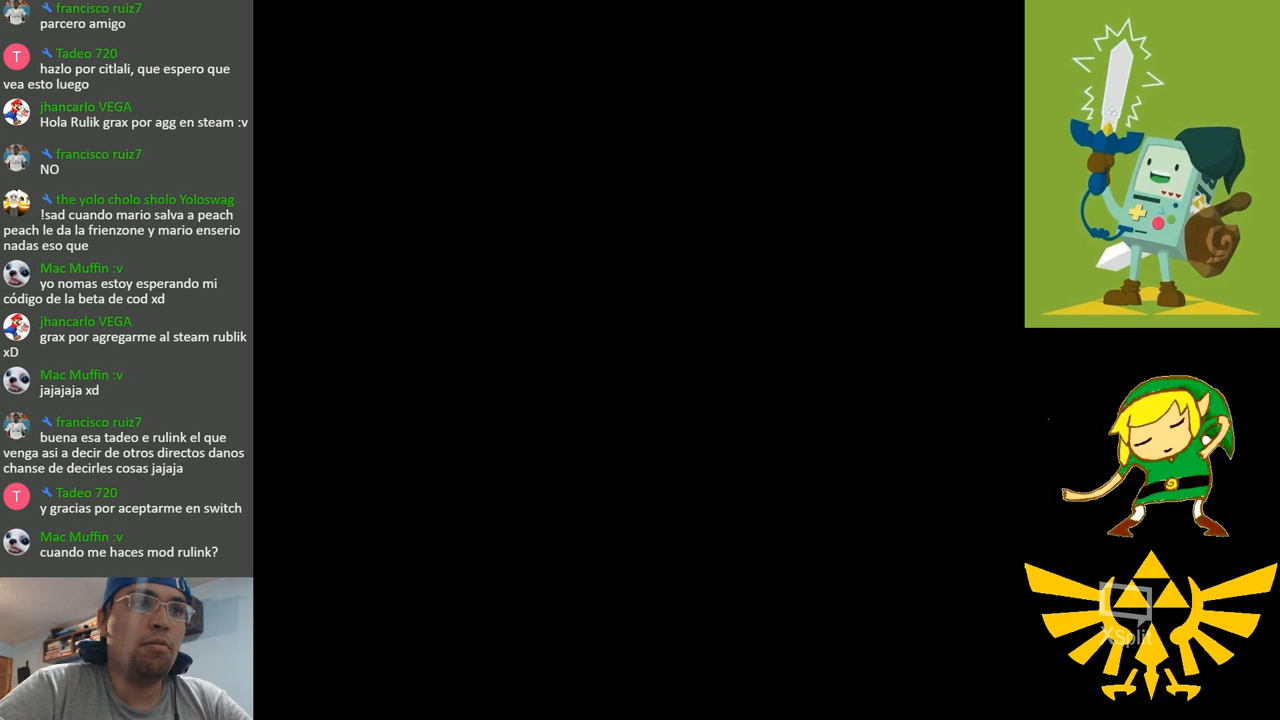 francisco ruiz7
parcero amigo
T
Tadeo 720
hazlo por citlali, que espero que
vea esto luego
jhancarlo VEGA
Hola Rulik grax por agg en steam :v
francisco ruiz7
NO
the yolo cholo sholo Yoloswag
!sad cuando mario salva a peach
peach le da la frienzone y mario enserio
nadas eso que
Mac Muffin :v
yo nomas estoy esperando mi
código de la beta de cod xd
jhancarlo VEGA
grax por agregarme al steam rublik
xD
Mac Muffin :v
jajajaja xd
francisco ruiz7
buena esa tadeo e rulink el que
venga asi a decir de otros directos danos
chanse de decirles cosas jajaja
T
Tadeo 720
y gracias por aceptarme en switch
Mac Muffin :v
cuando me haces mod rulink?
XSplit